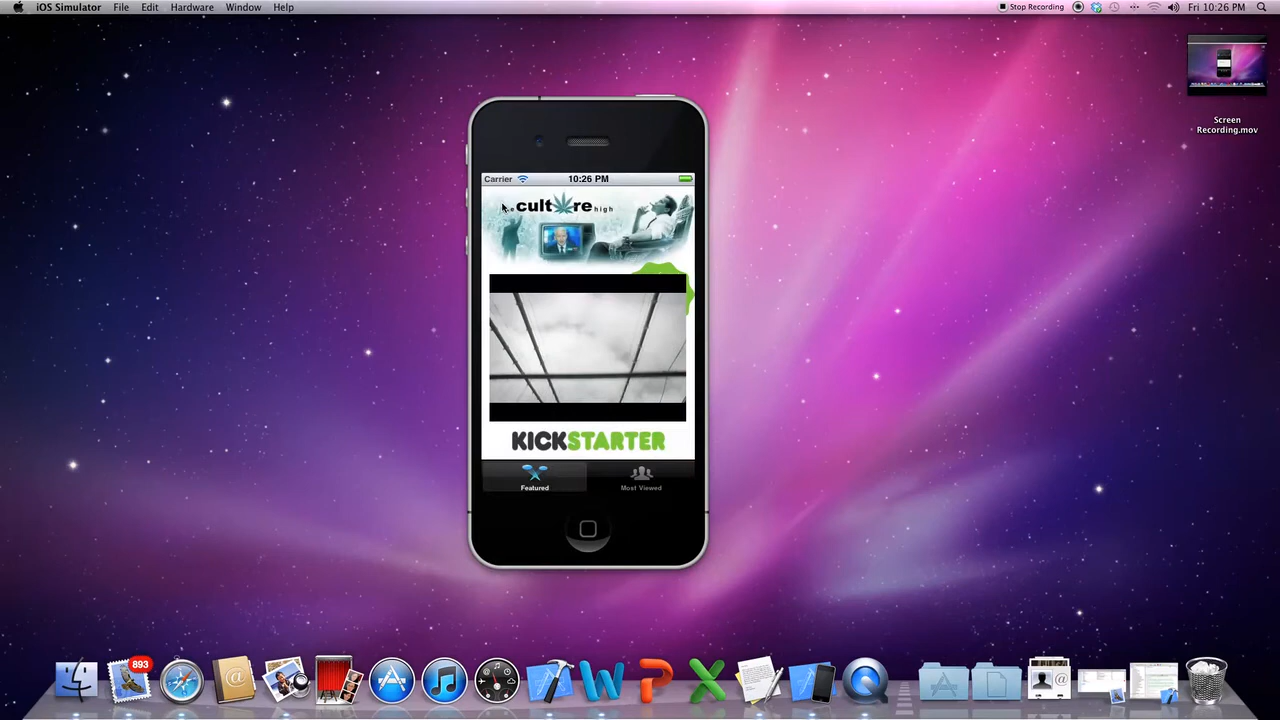 iOS Simulator File Edit Hardware Window Help
Stop Recording Fri 10:26 PM
Screen
Recording.mov
Carrier 10:26 PM
cult re high
KICKSTARTER
Featured Most Viewed
893